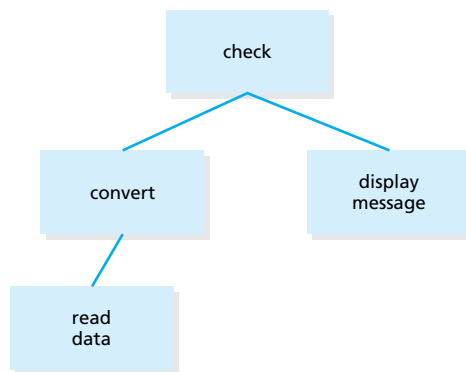 check
convert
display
message
read
data